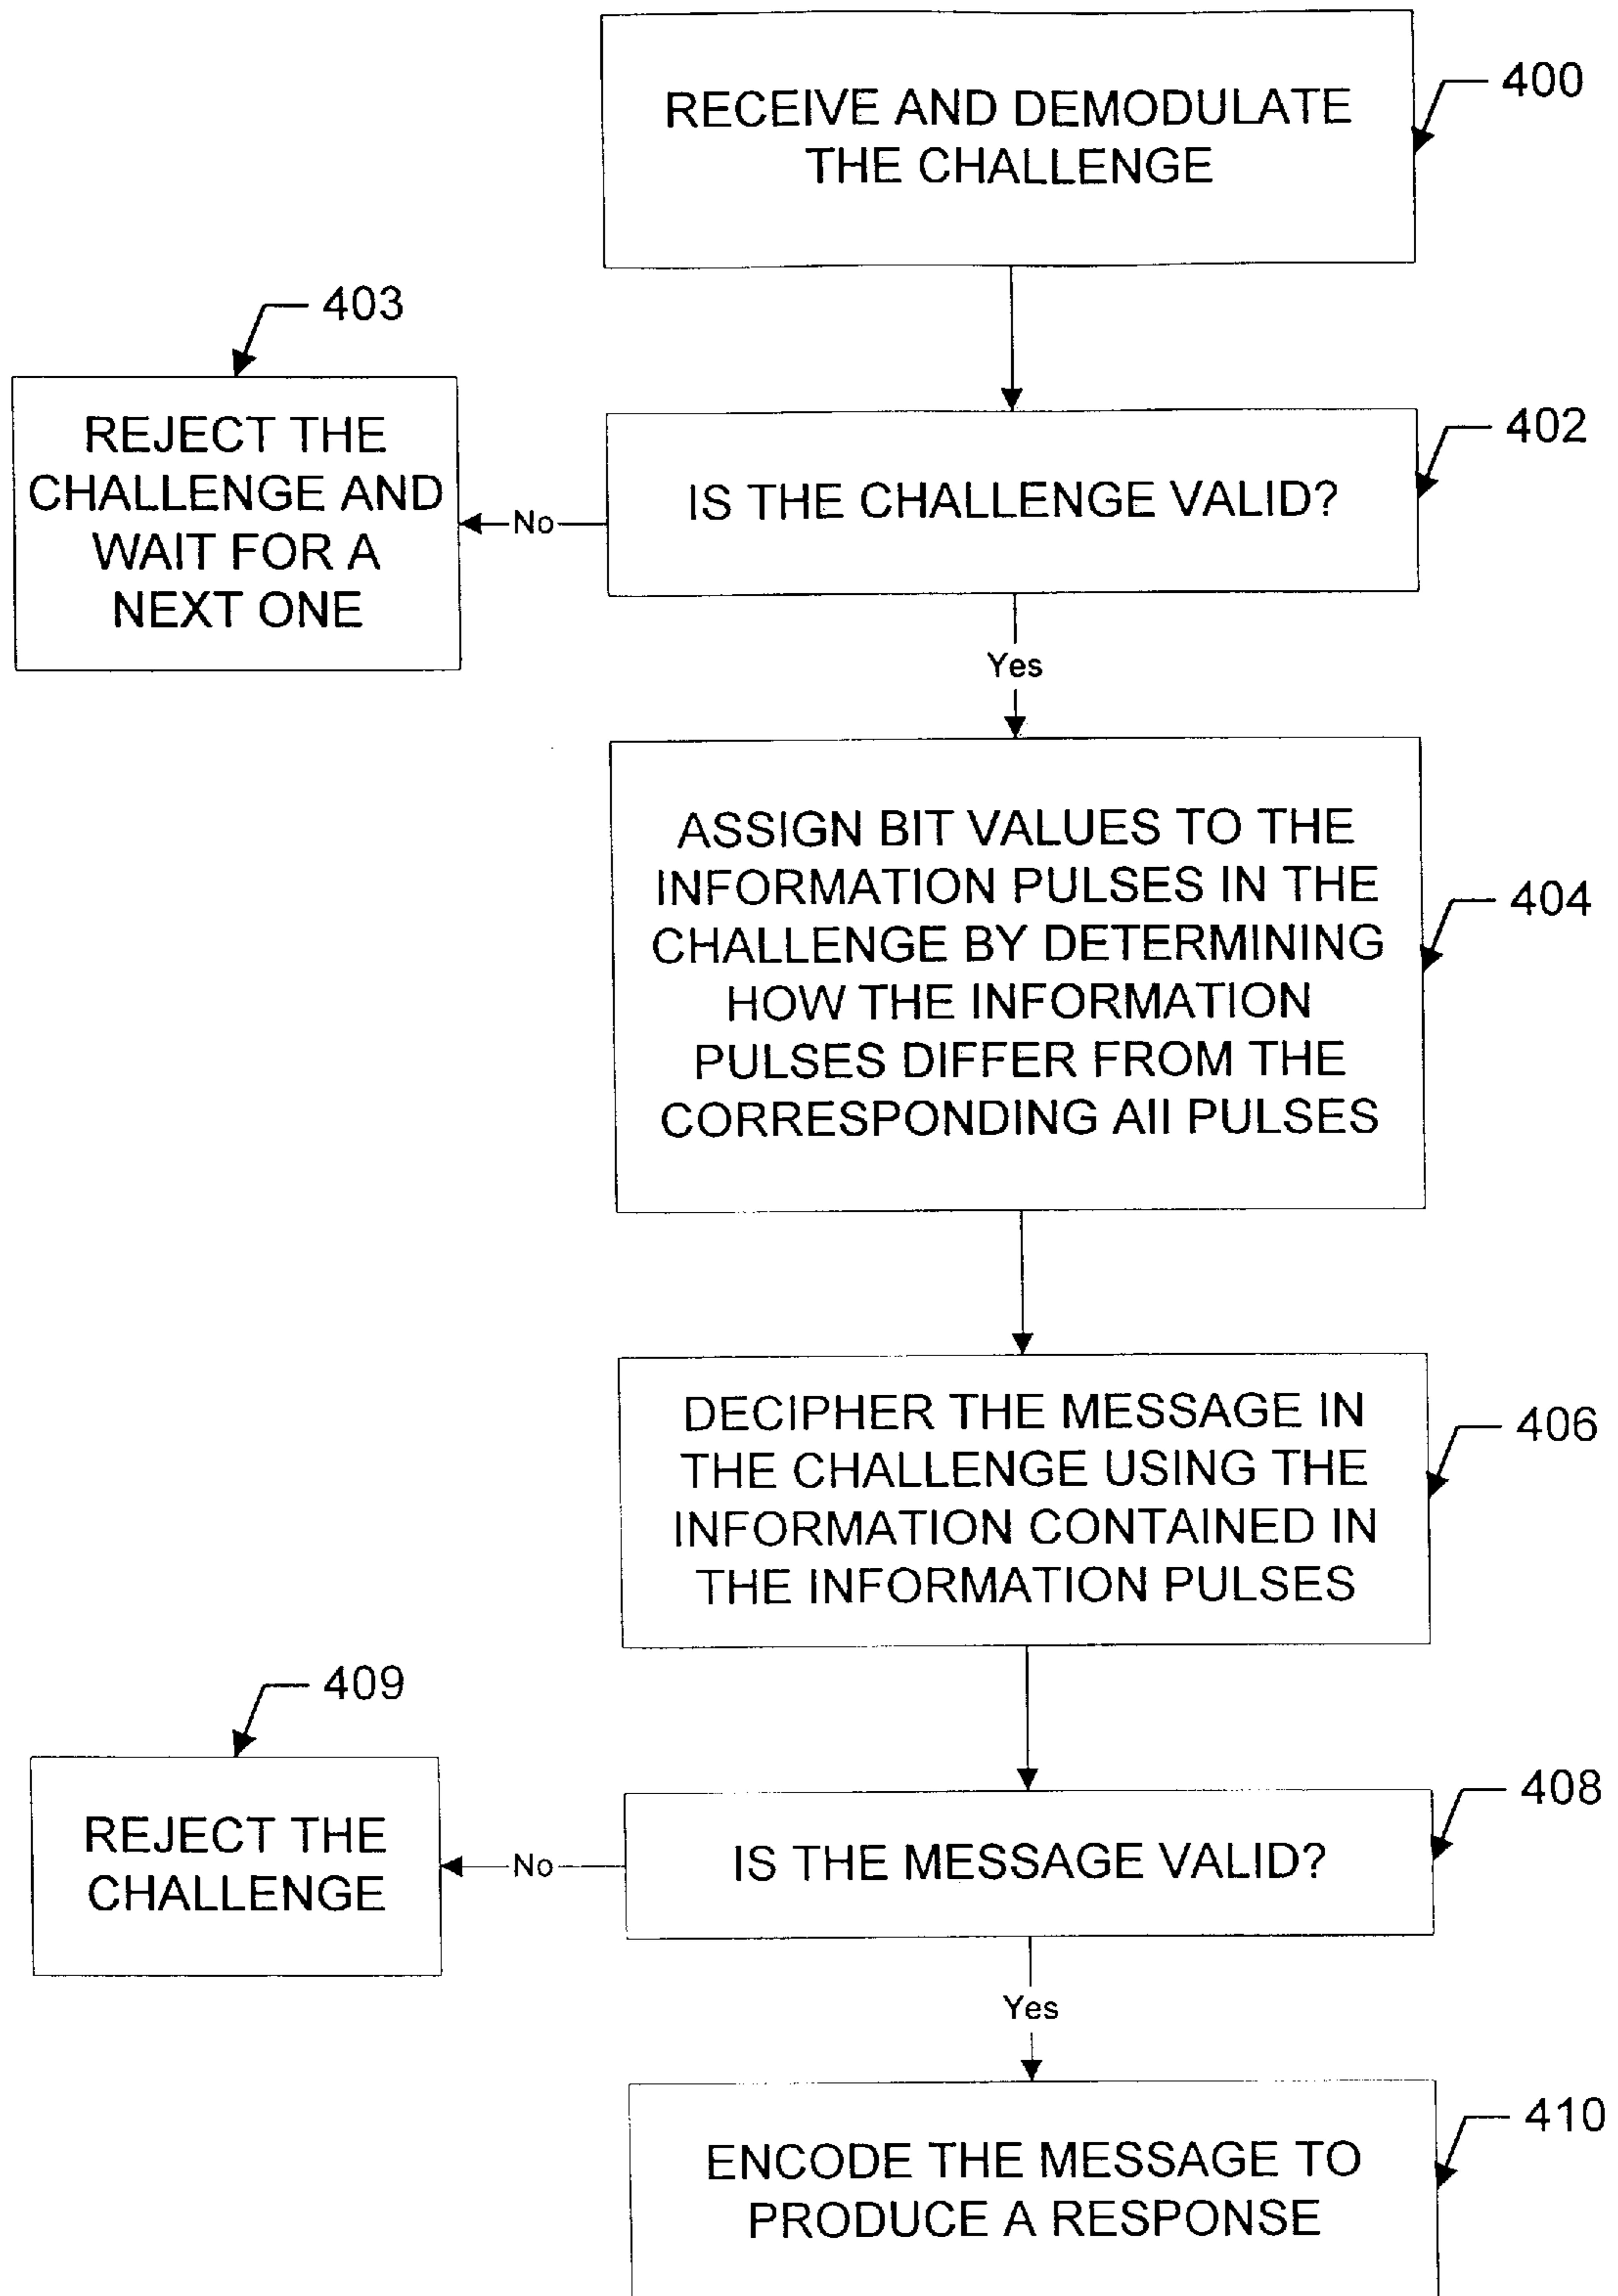 RECEIVE AND DEMODULATE
THE CHALLENGE
400
403
REJECT THE
CHALLENGE AND
WAIT FOR A
NEXT ONE
No
IS THE CHALLENGE VALID?
402
Yes
ASSIGN BIT VALUES TO THE
INFORMATION PULSES IN THE
CHALLENGE BY DETERMINING
HOW THE INFORMATION
PULSES DIFFER FROM THE
CORRESPONDING AII PULSES
404
DECIPHER THE MESSAGE IN
THE CHALLENGE USING THE
INFORMATION CONTAINED IN
THE INFORMATION PULSES
406
409
REJECT THE
CHALLENGE
No
IS THE MESSAGE VALID?
408
Yes
ENCODE THE MESSAGE TO
PRODUCE A RESPONSE
410